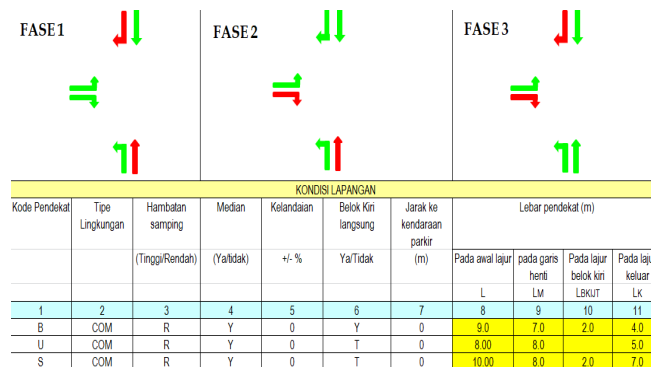 FASE 1 FASE 2 FASE 3
KONDISI LAPANGAN
Kode Pendekat Tipe Lingkungan Hambatan samping Median Kelandaian Belok Kiri langsung Jarak ke kendaraan parkir Lebar pendekat (m)
(Tinggi/Rendah) (Ya/tidak) +/- % Ya/Tidak (m) Pada awal lajur pada garis henti Pada lajur belok kiri Pada laju keluar
L LM LBKIJT LK
1 2 3 4 5 6 7 8 9 10 11
B COM R Y 0 Y 0 9.0 7.0 2.0 4.0
U COM R Y 0 T 0 8.00 8.0 5.0
S COM R Y 0 T 0 10.00 8.0 2.0 7.0